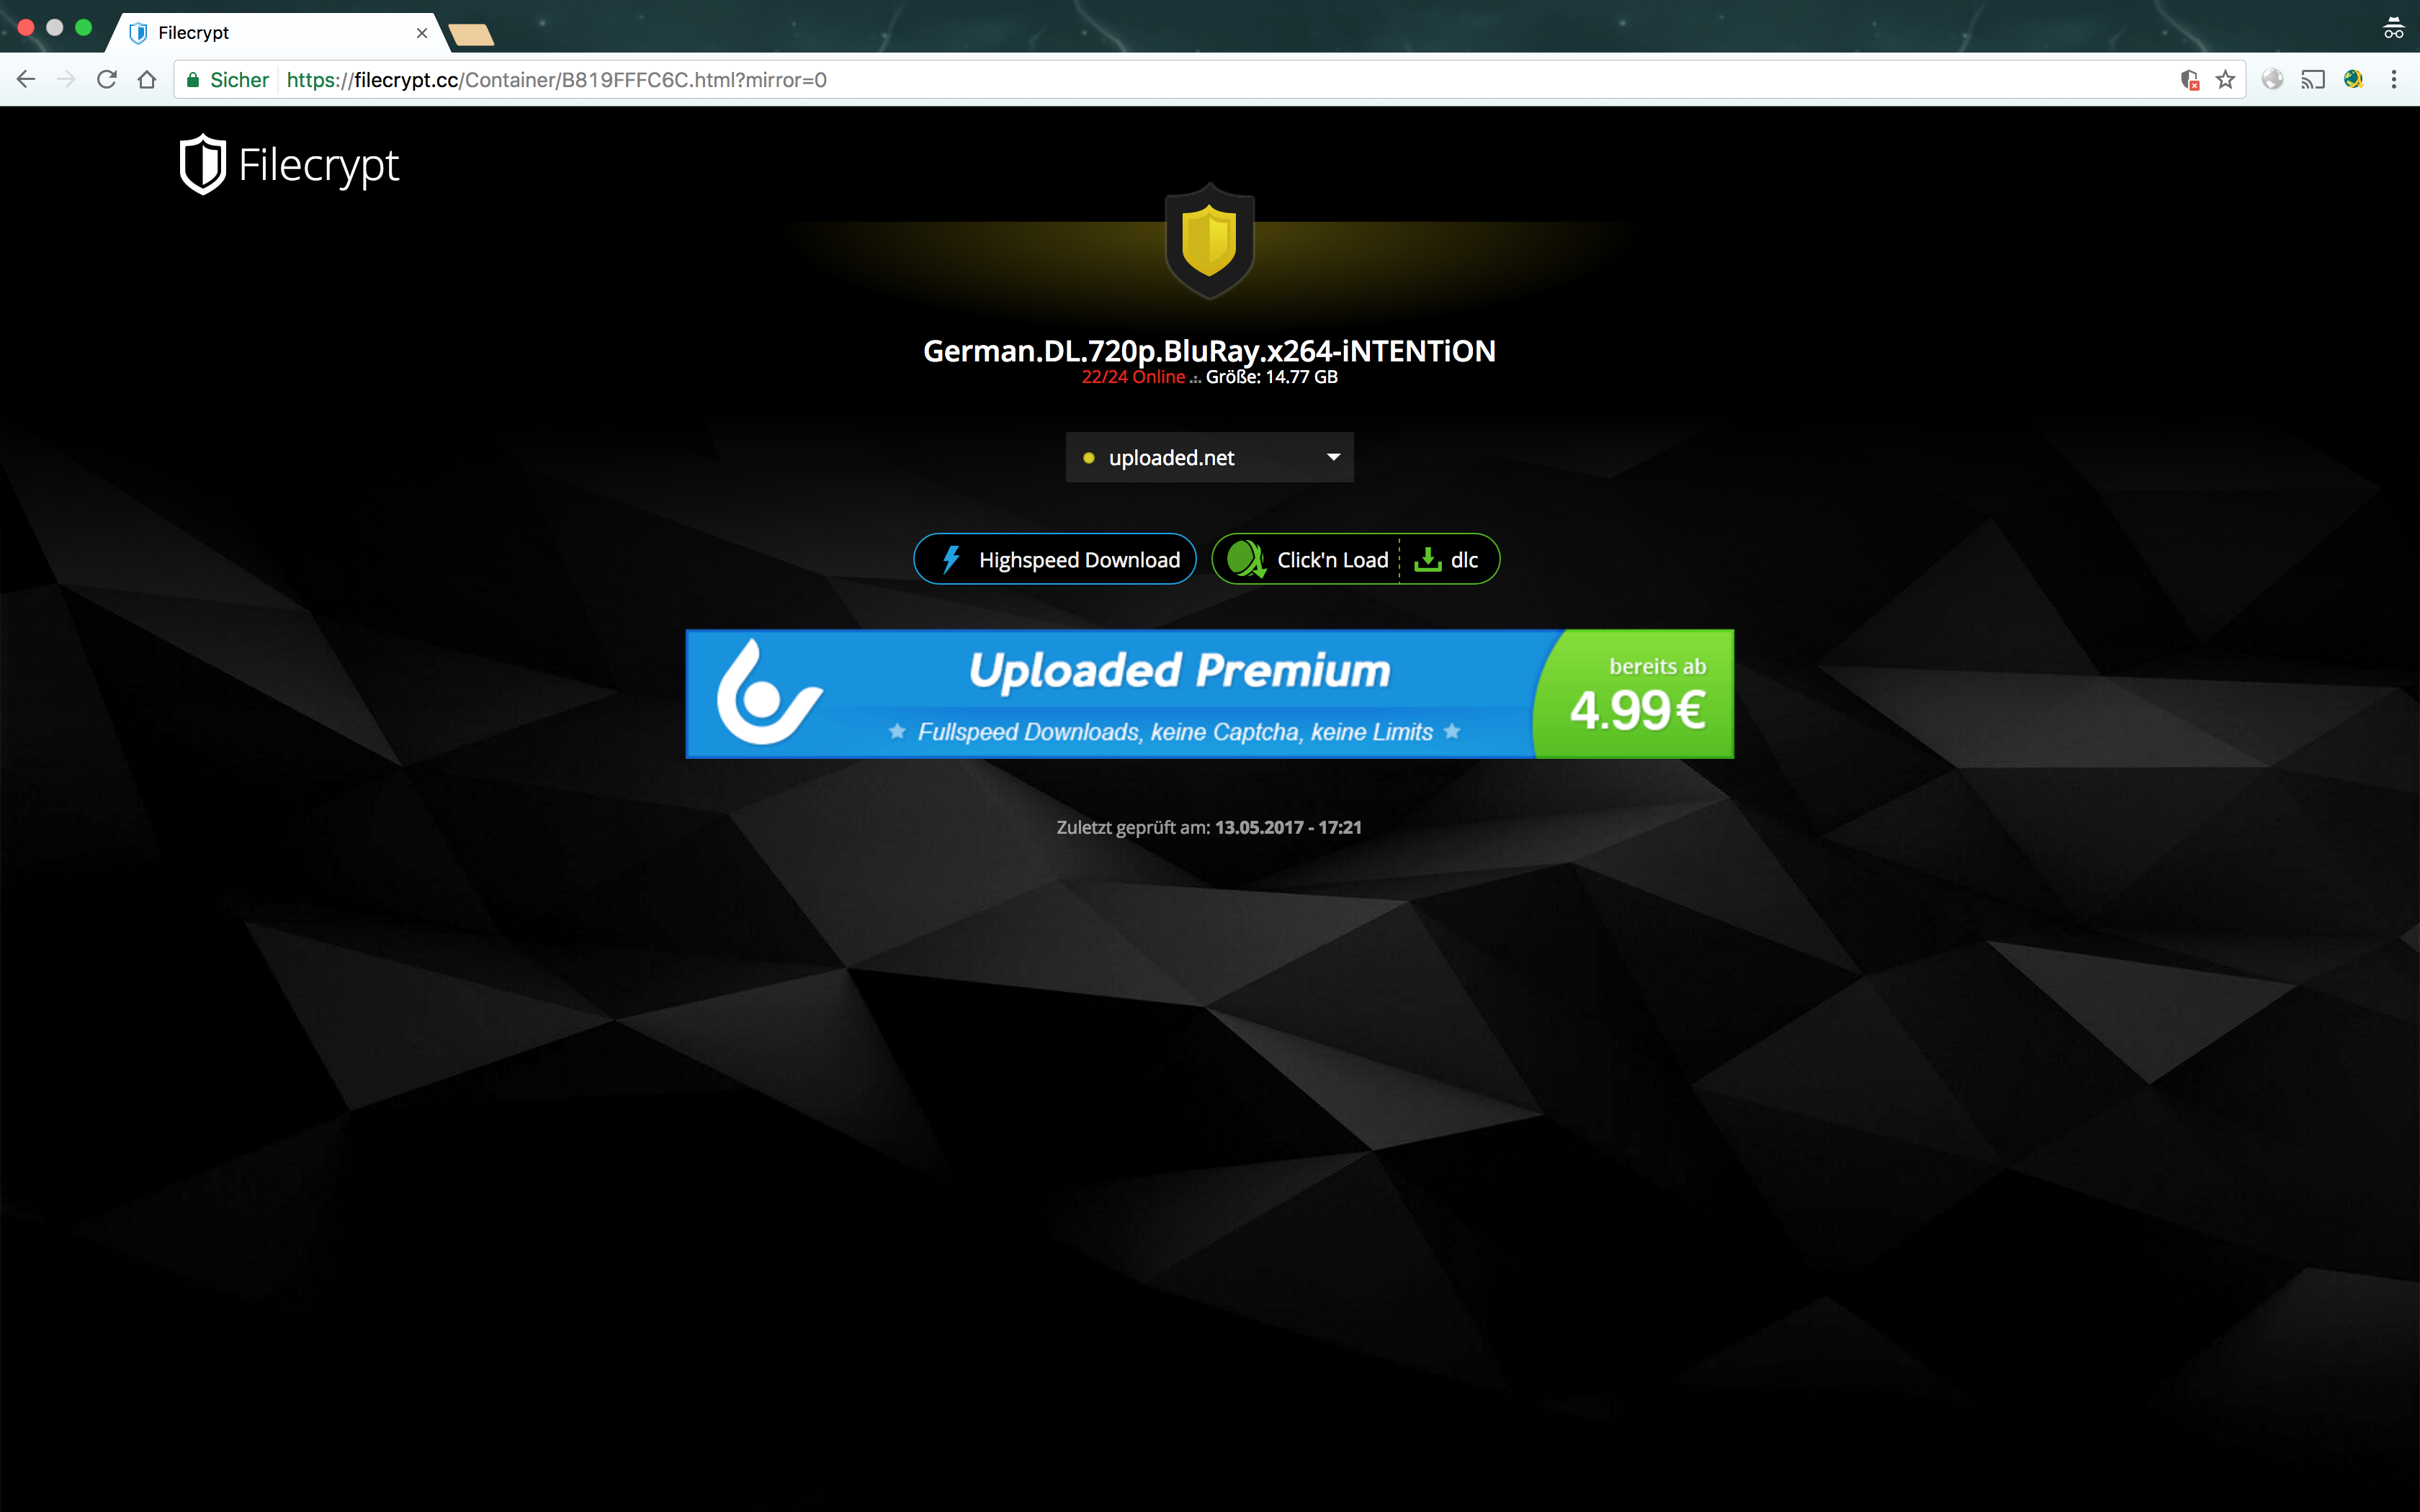 Filecrypt
Sicher https://filecrypt.cc/Container/B819FFFC6C.html?mirror=0
Filecrypt
German.DL.720p.BluRay.x264-iNTENTiON
22/24 Online .:. Größe: 14.77 GB
uploaded.net
Highspeed Download
Click'n Load
dlc
Uploaded Premium
Fullspeed Downloads, keine Captcha, keine Limits
bereits ab
4.99€
Zuletzt geprüft am: 13.05.2017 - 17:21